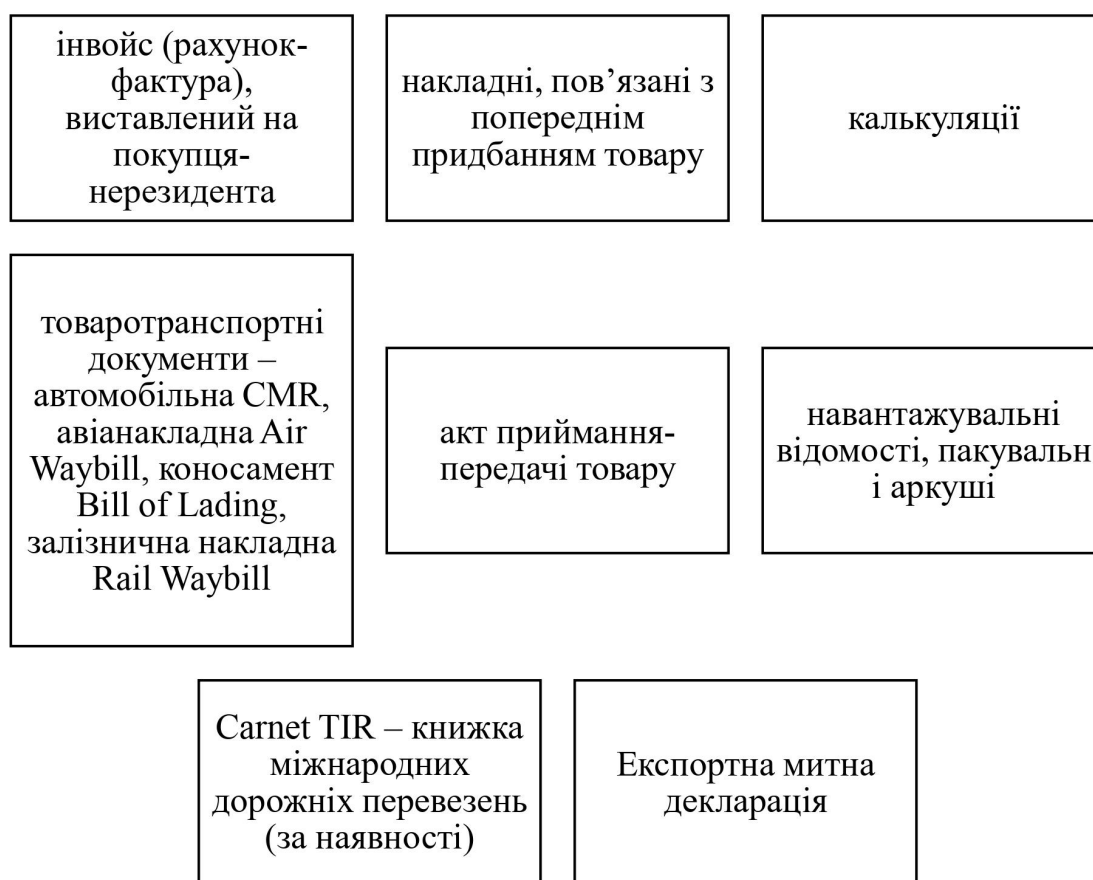 інвойс (рахунок-
фактура),
виставлений на
покупця-
нерезидента
накладні, пов’язані з
попереднім
придбанням товару
калькуляції
товаротранспортні
документи –
автомобільна CMR,
авіанакладна Air
Waybill, коносамент
Bill of Lading,
залізнична накладна
Rail Waybill
акт приймання-
передачі товару
навантажувальні
відомості, пакувальн
і аркуші
Carnet TIR – книжка
міжнародних
дорожніх перевезень
(за наявності)
Експортна митна
декларація